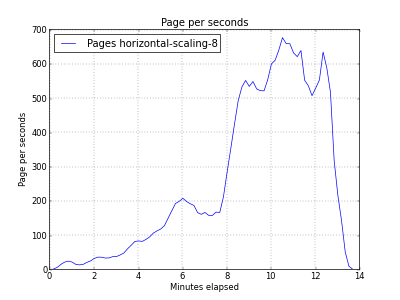 Page per seconds
Pages horizontal-scaling-8
Page per seconds
700
600
500
400
300
200
100
0
0 2 4 6 8 10 12 14
Minutes elapsed